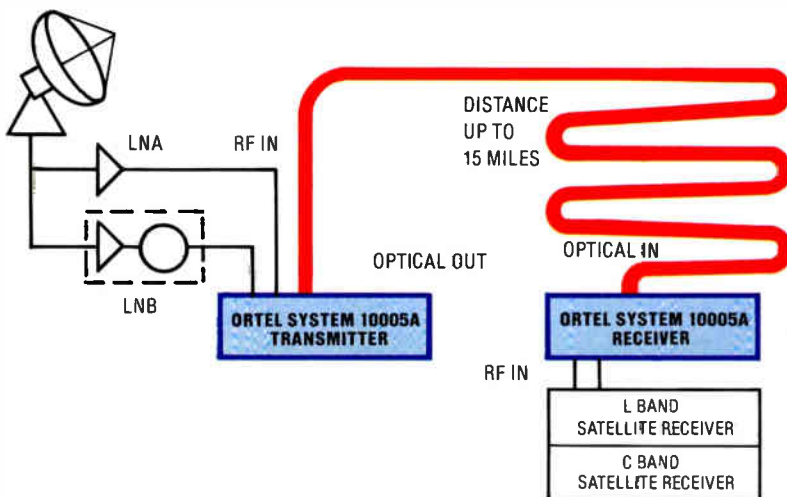 DISTANCE
UP TO
15 MILES
LNA
RF IN
OPTICAL OUT
OPTICAL IN
LNB
ORTEL SYSTEM 10005A
TRANSMITTER
ORTEL SYSTEM 10005A
RECEIVER
RF IN
L BAND
SATELLITE RECEIVER
C BAND
SATELLITE RECEIVER